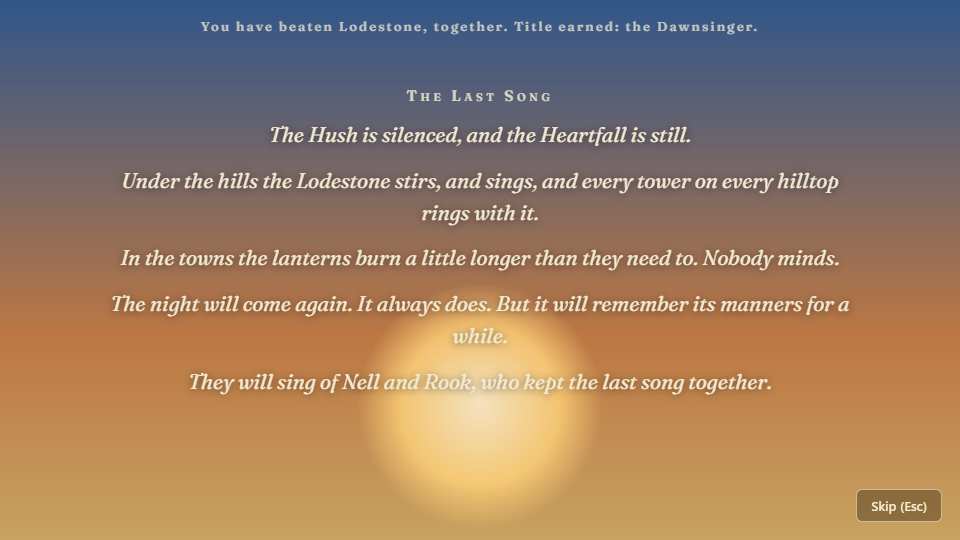 You have beaten Lodestone, together. Title earned: the Dawnsinger.
The Last Song
The Hush is silenced, and the Heartfall is still.
Under the hills the Lodestone stirs, and sings, and every tower on every hilltop
rings with it.
In the towns the lanterns burn a little longer than they need to. Nobody minds.
The night will come again. It always does. But it will remember its manners for a
while.
They will sing of Nell and Rook, who kept the last song together.
Skip (Esc)